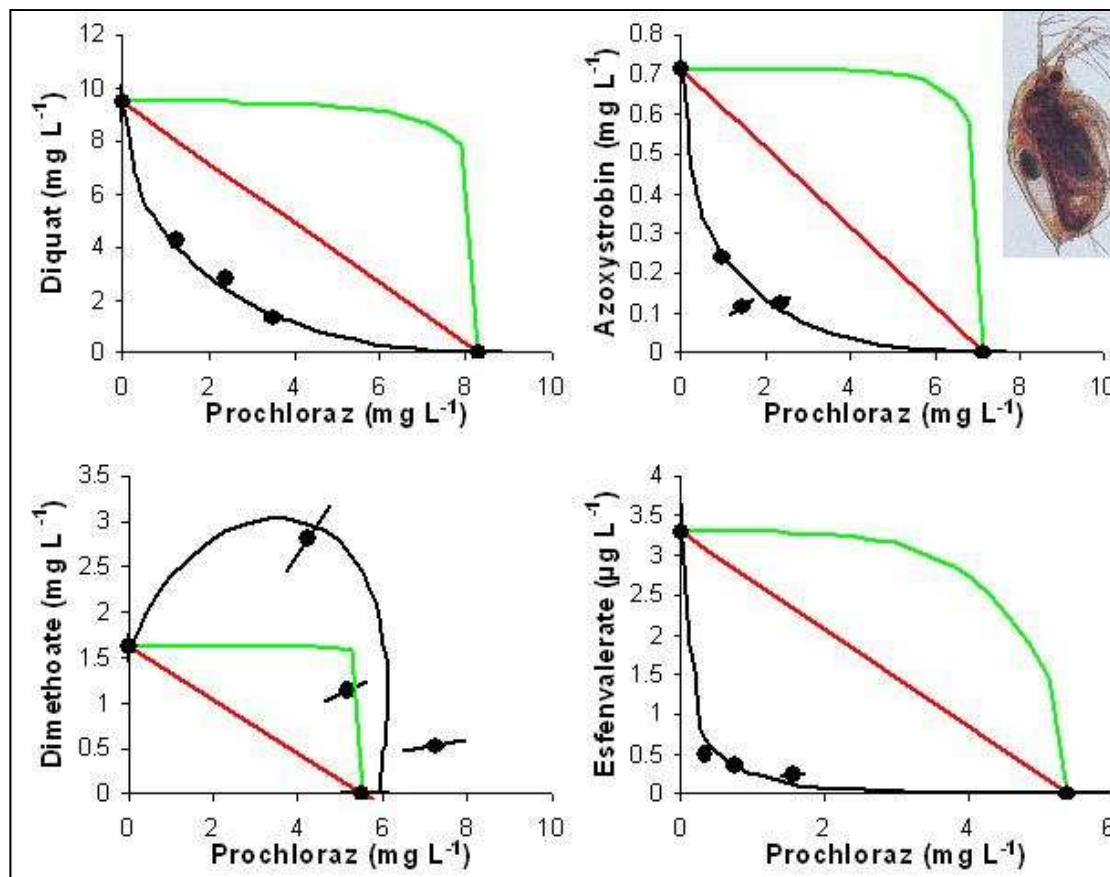 12
10
8
6
4
2
0
Diquat (mg L⁻¹)
0 2 4 6 8 10
Prochloraz (mg L⁻¹)
0.8
0.7
0.6
0.5
0.4
0.3
0.2
0.1
0
Azoxystrobin (mg L⁻¹)
0 2 4 6 8 10
Prochloraz (mg L⁻¹)
3.5
3
2.5
2
1.5
1
0.5
0
Dimethoate (mg L⁻¹)
0 2 4 6 8 10
Prochloraz (mg L⁻¹)
4
3.5
3
2.5
2
1.5
1
0.5
0
Esfenvalerate (µg L⁻¹)
0 2 4 6
Prochloraz (mg L⁻¹)